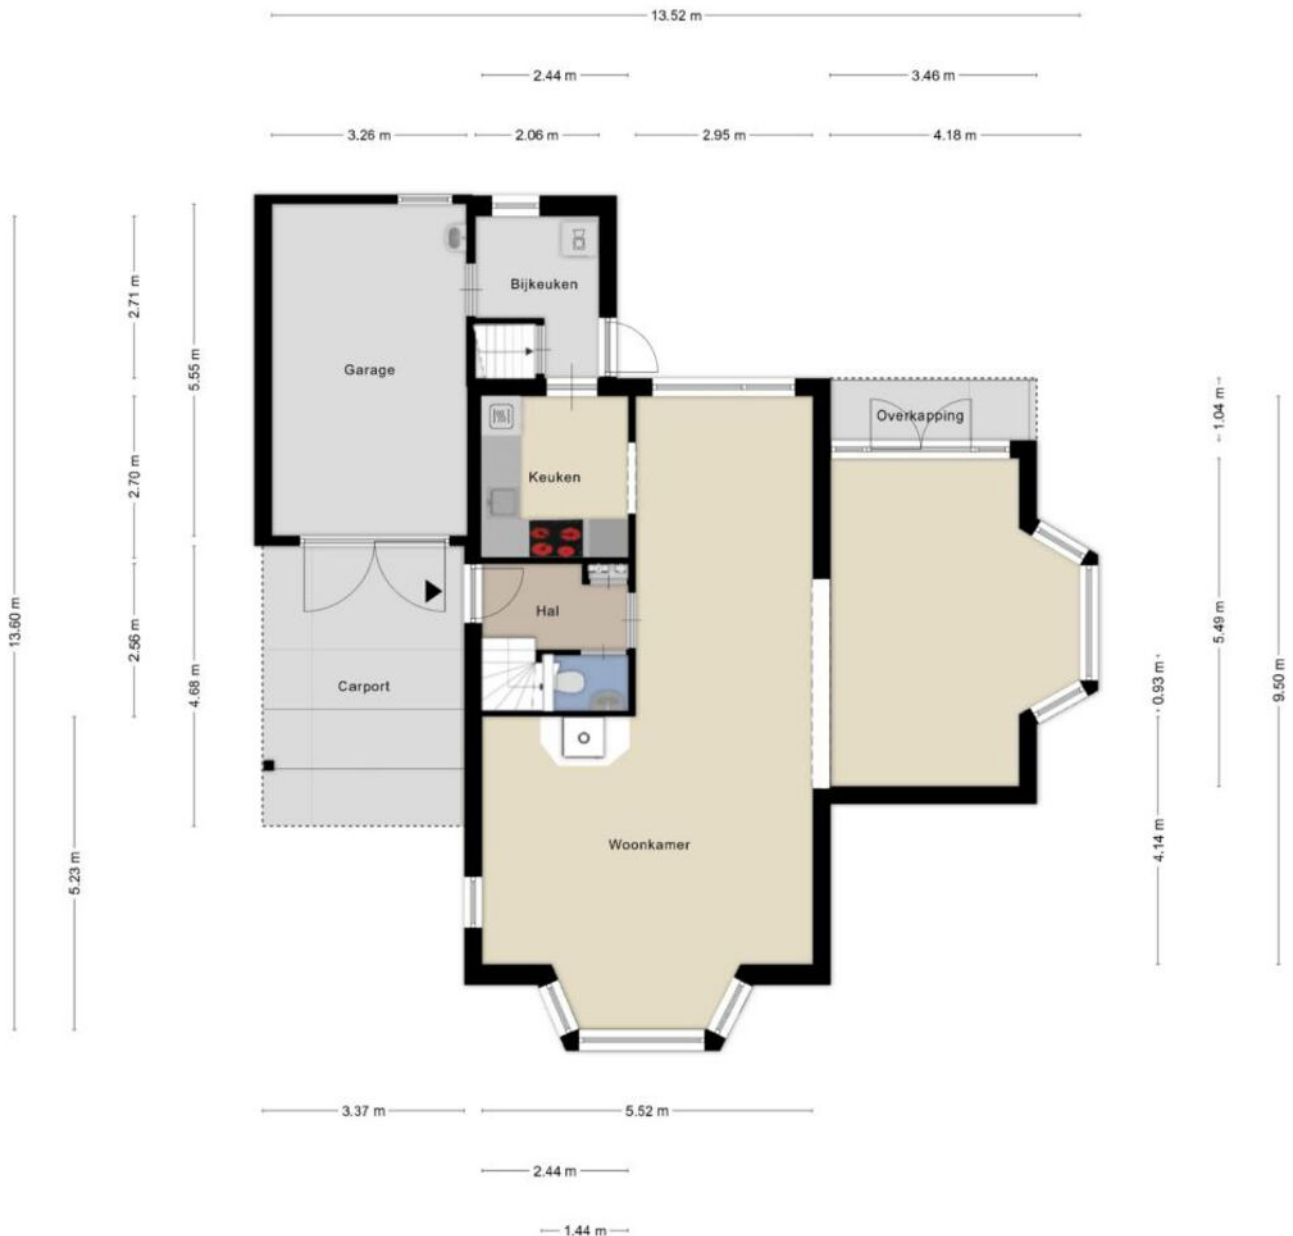 13.52 m
2.44 m
3.46 m
3.26 m
2.06 m
2.95 m
4.18 m
2.71 m
Bijkeuken
5.55 m
Garage
1.04 m
Overkapping
2.70 m
Keuken
13.60 m
2.56 m
Hal
5.49 m
9.50 m
4.68 m
Carport
0.93 m
5.23 m
Woonkamer
4.14 m
3.37 m
5.52 m
2.44 m
1.44 m